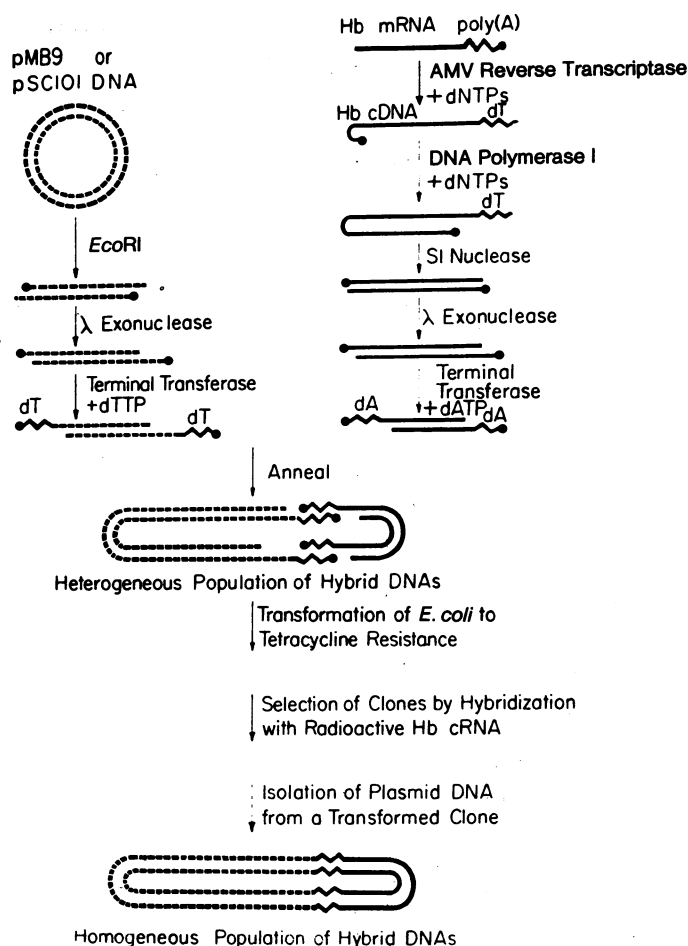 pMB9 or
pSC101 DNA
EcoRI
λ Exonuclease
Terminal Transferase
+dTTP
dT
dT
Hb mRNA poly(A)
AMV Reverse Transcriptase
+dNTPs
Hb cDNA
dT
DNA Polymerase I
+dNTPs
dT
S1 Nuclease
λ Exonuclease
Terminal
Transferase
dA
+dATP
dA
Anneal
Heterogeneous Population of Hybrid DNAs
Transformation of E. coli to
Tetracycline Resistance
Selection of Clones by Hybridization
with Radioactive Hb cRNA
Isolation of Plasmid DNA
from a Transformed Clone
Homogeneous Population of Hybrid DNAs